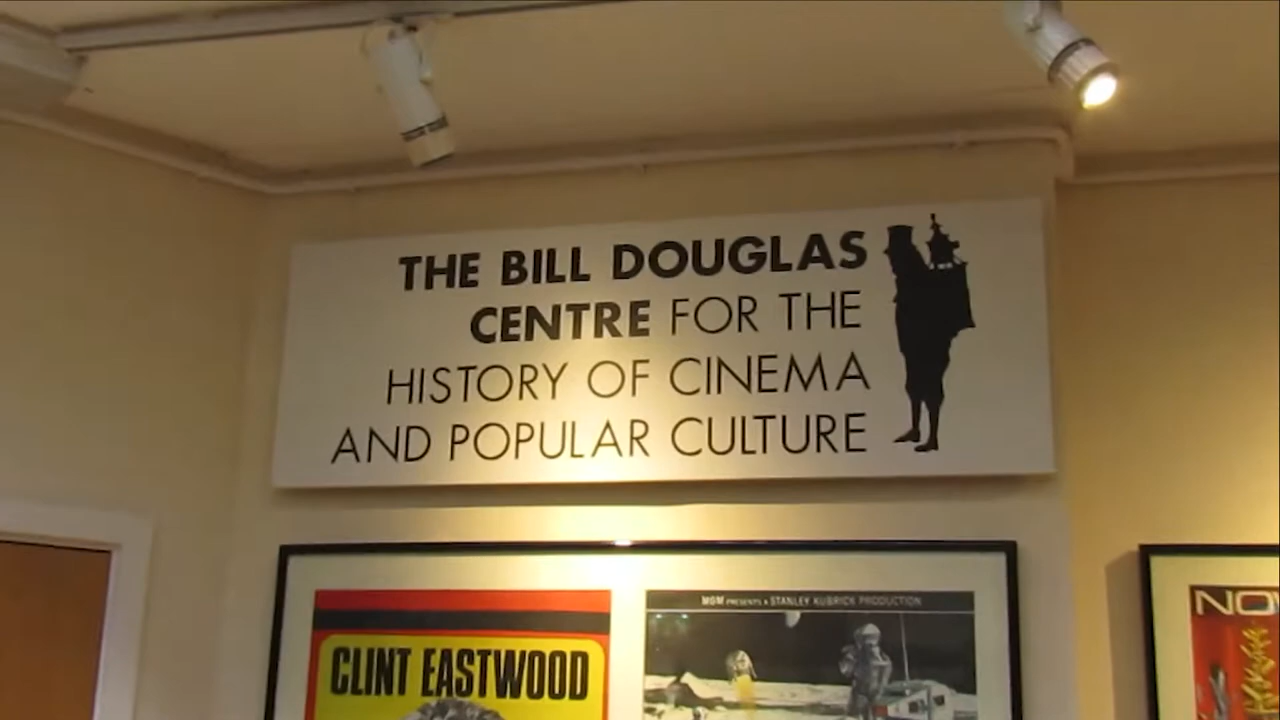 THE BILL DOUGLAS
CENTRE FOR THE
HISTORY OF CINEMA
AND POPULAR CULTURE
CLINT EASTWOOD
MGM PRESENTS A STANLEY KUBRICK PRODUCTION